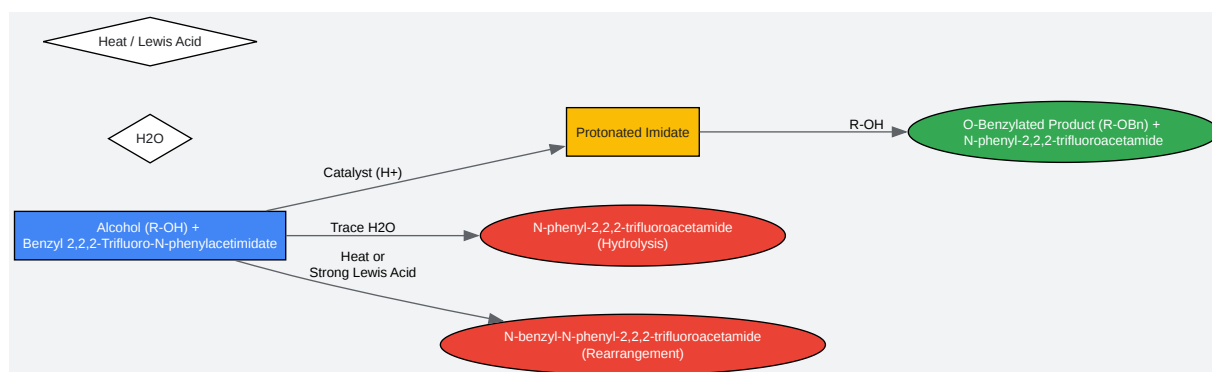 Heat / Lewis Acid
H2O
Protonated Imidate
R-OH
O-Benzylated Product (R-OBn) +
N-phenyl-2,2,2-trifluoroacetamide
Catalyst (H+)
Alcohol (R-OH) +
Benzyl 2,2,2-Trifluoro-N-phenylacetimidate
Trace H2O
N-phenyl-2,2,2-trifluoroacetamide
(Hydrolysis)
Heat or
Strong Lewis Acid
N-benzyl-N-phenyl-2,2,2-trifluoroacetamide
(Rearrangement)